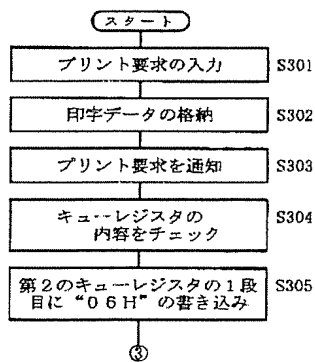 スタート
プリント要求の入力 S301
印字データの格納 S302
プリント要求を通知 S303
キューレジスタの S304
内容をチェック
第2のキューレジスタの1段 S305
目に“06H”の書き込み
③